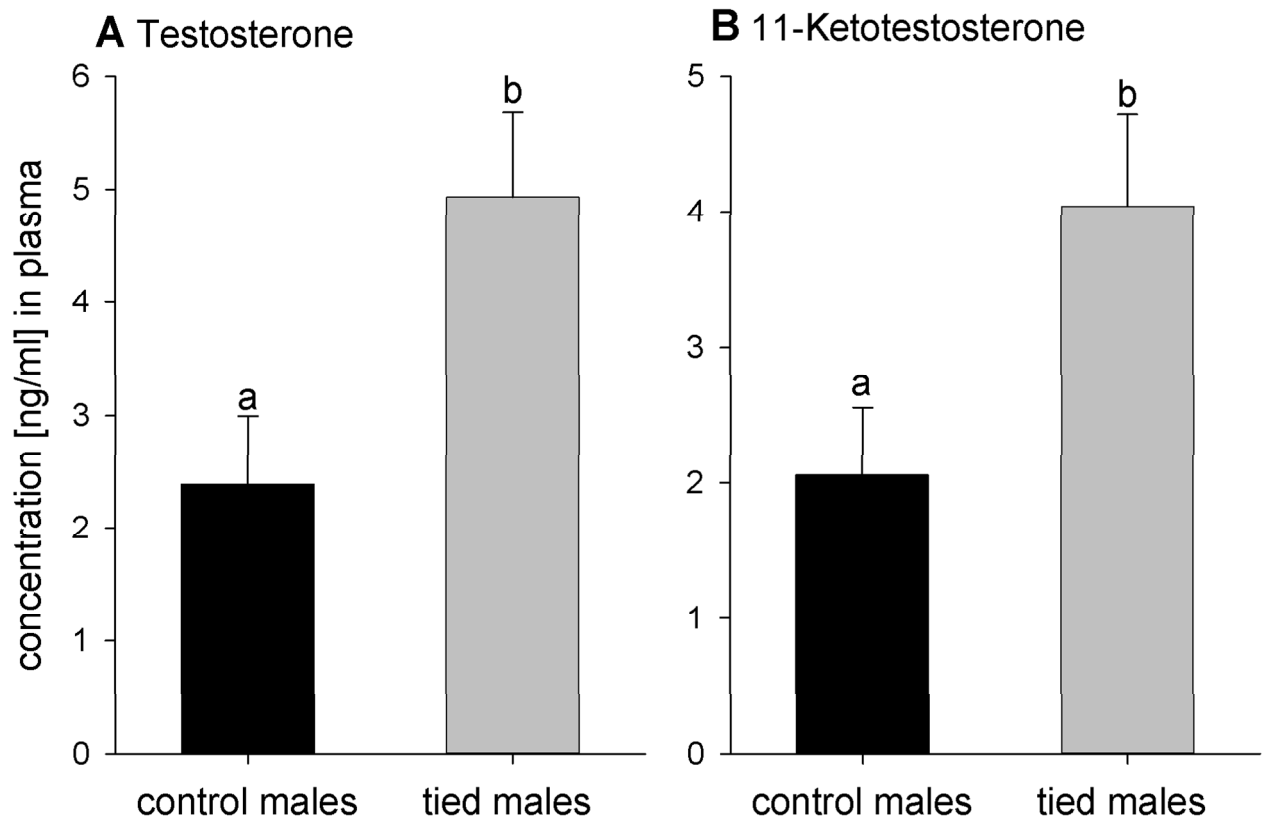 A Testosterone
B 11-Ketotestosterone
concentration [ng/ml] in plasma
6
5
4
3
2
1
0
a
b
control males
tied males
5
4
3
2
1
0
a
b
control males
tied males